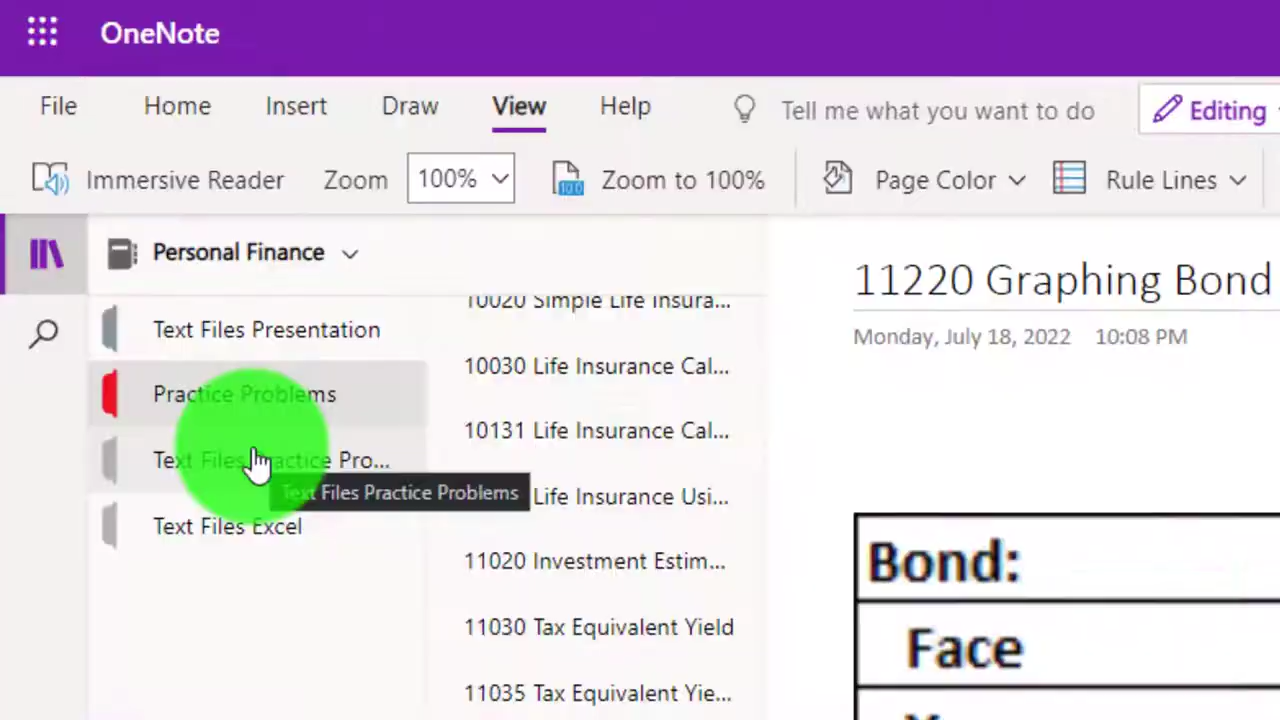 OneNote
File Home Insert Draw View Help Tell me what you want to do Editing
Immersive Reader Zoom 100% Zoom to 100% Page Color Rule Lines
Personal Finance
Text Files Presentation
Practice Problems
Text Files Practice Pro...
Text Files Practice Problems
Text Files Excel
10020 Simple Life Insura...
10030 Life Insurance Cal...
10131 Life Insurance Cal...
Life Insurance Usi...
11020 Investment Estim...
11030 Tax Equivalent Yield
11035 Tax Equivalent Yie...
11220 Graphing Bond
Monday, July 18, 2022 10:08 PM
Bond:
Face